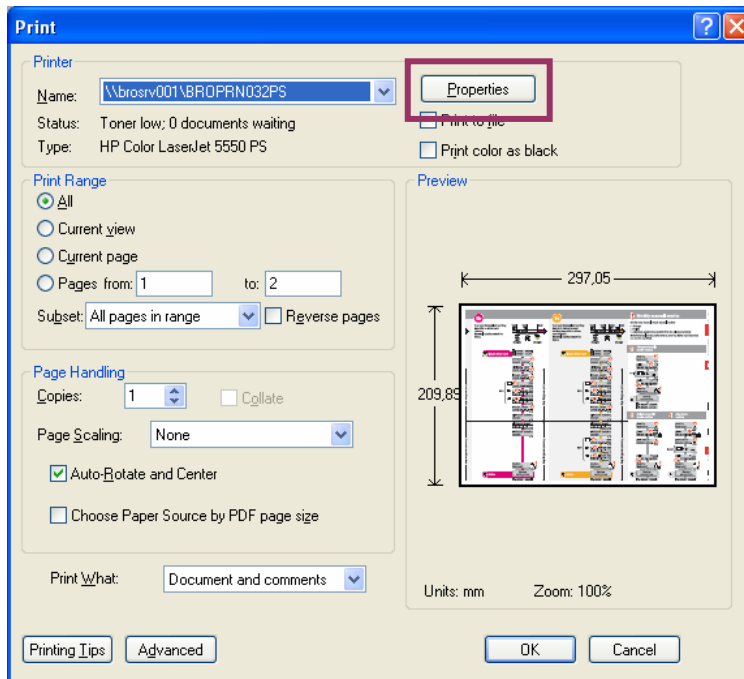 Print
Printer
Name: \\brosrv001\BROPRN032PS
Properties
Status: Toner low; 0 documents waiting
Print to file
Type: HP Color LaserJet 5550 PS
Print color as black
Print Range
All
Current view
Current page
Pages from: 1 to: 2
Subset: All pages in range
Reverse pages
Page Handling
Copies: 1
Collate
Page Scaling: None
Auto-Rotate and Center
Choose Paper Source by PDF page size
Print What: Document and comments
Preview
297,05
209,89
Units: mm Zoom: 100%
Printing Tips
Advanced
OK
Cancel